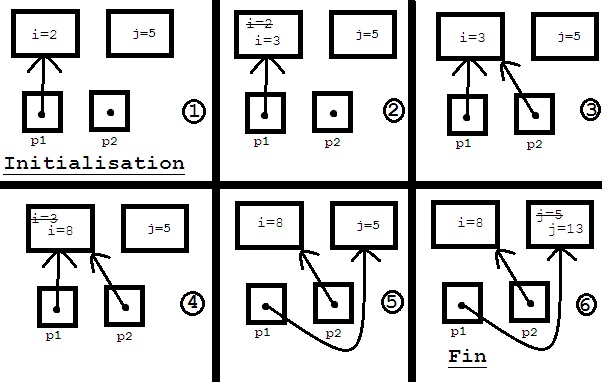 i=2
j=5
p1
p2
1
Initialisation
i=2
i=3
j=5
p1
p2
2
i=3
j=5
p1
p2
3
i=3
i=8
j=5
p1
p2
4
i=8
j=5
p1
p2
5
i=8
j=5
j=13
p1
p2
6
Fin